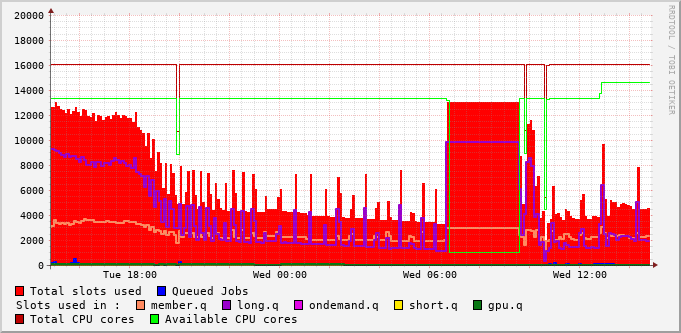 20000
18000
16000
14000
12000
10000
8000
6000
4000
2000
0
Tue 18:00 Wed 00:00 Wed 06:00 Wed 12:00
Total slots used Queued Jobs
Slots used in : member.q long.q ondemand.q short.q gpu.q
Total CPU cores Available CPU cores
RRDTOOL / TOBI OETIKER